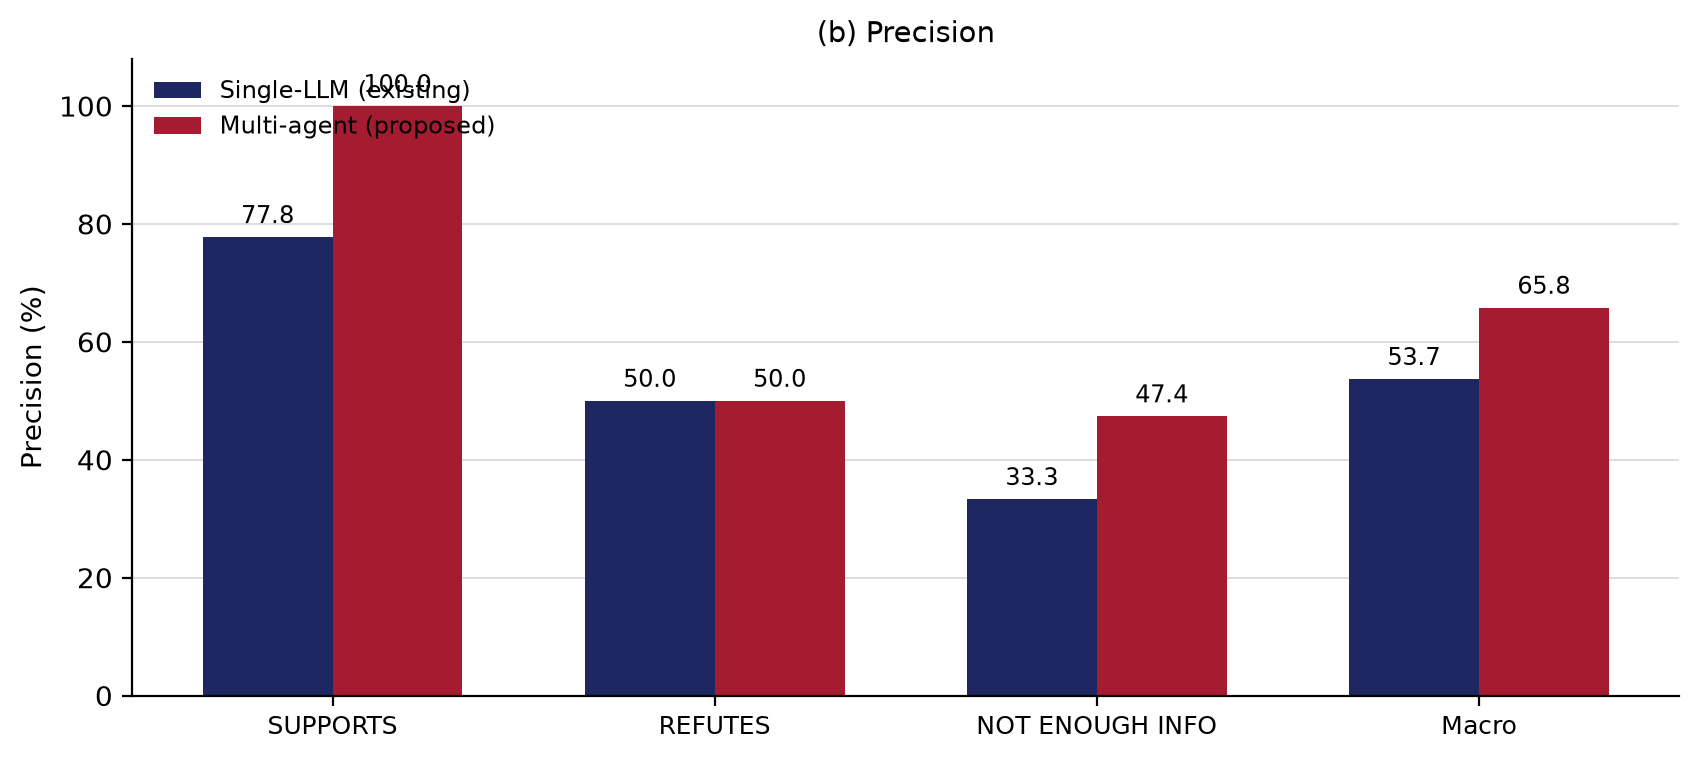 (b) Precision
Single-LLM (existing)
Multi-agent (proposed)
Precision (%)
100
80
60
40
20
0
77.8
100.0
50.0
50.0
33.3
47.4
53.7
65.8
SUPPORTS
REFUTES
NOT ENOUGH INFO
Macro